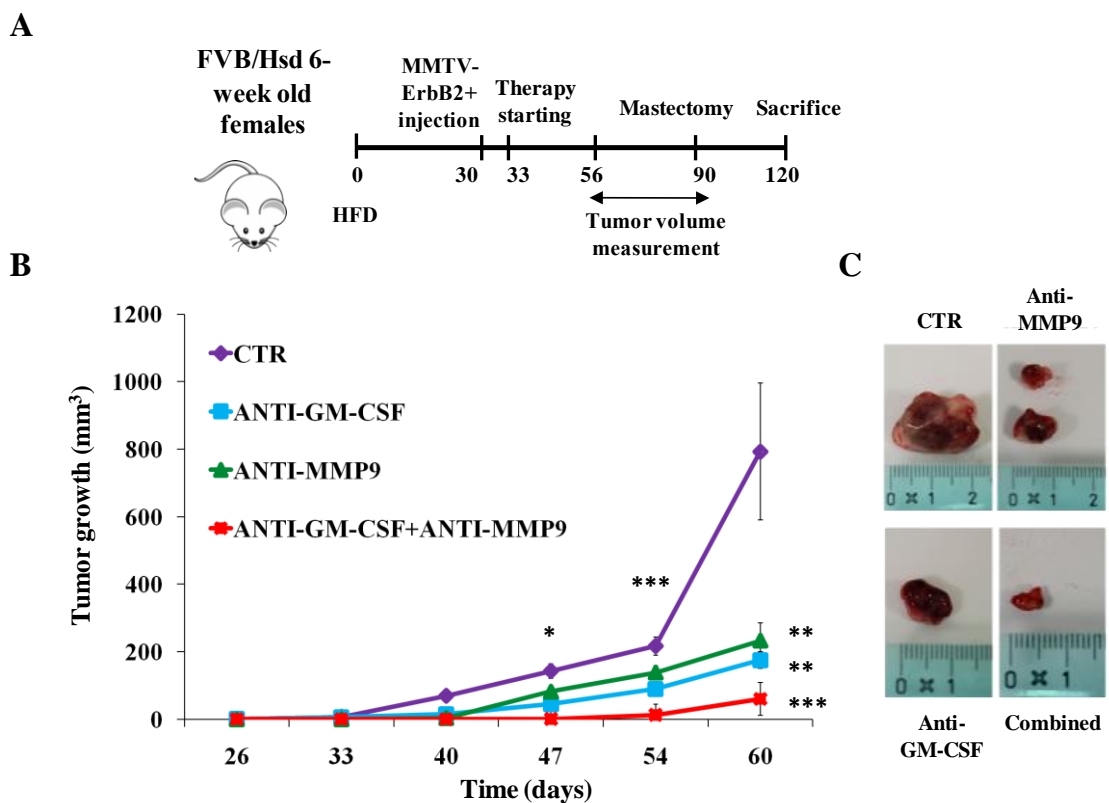 A
FVB/Hsd 6-
week old
females
MMTV-
ErbB2+
injection
Therapy
starting
Mastectomy
Sacrifice
0
30
33
56
90
120
HFD
Tumor volume
measurement
B
Tumor growth (mm3)
1200
1000
800
600
400
200
0
CTR
ANTI-GM-CSF
ANTI-MMP9
ANTI-GM-CSF+ANTI-MMP9
*
***
**
**
***
26
33
40
47
54
60
Time (days)
C
CTR
Anti-
MMP9
0 1 2
0 1 2
0 1
0 1
Anti-
GM-CSF
Combined